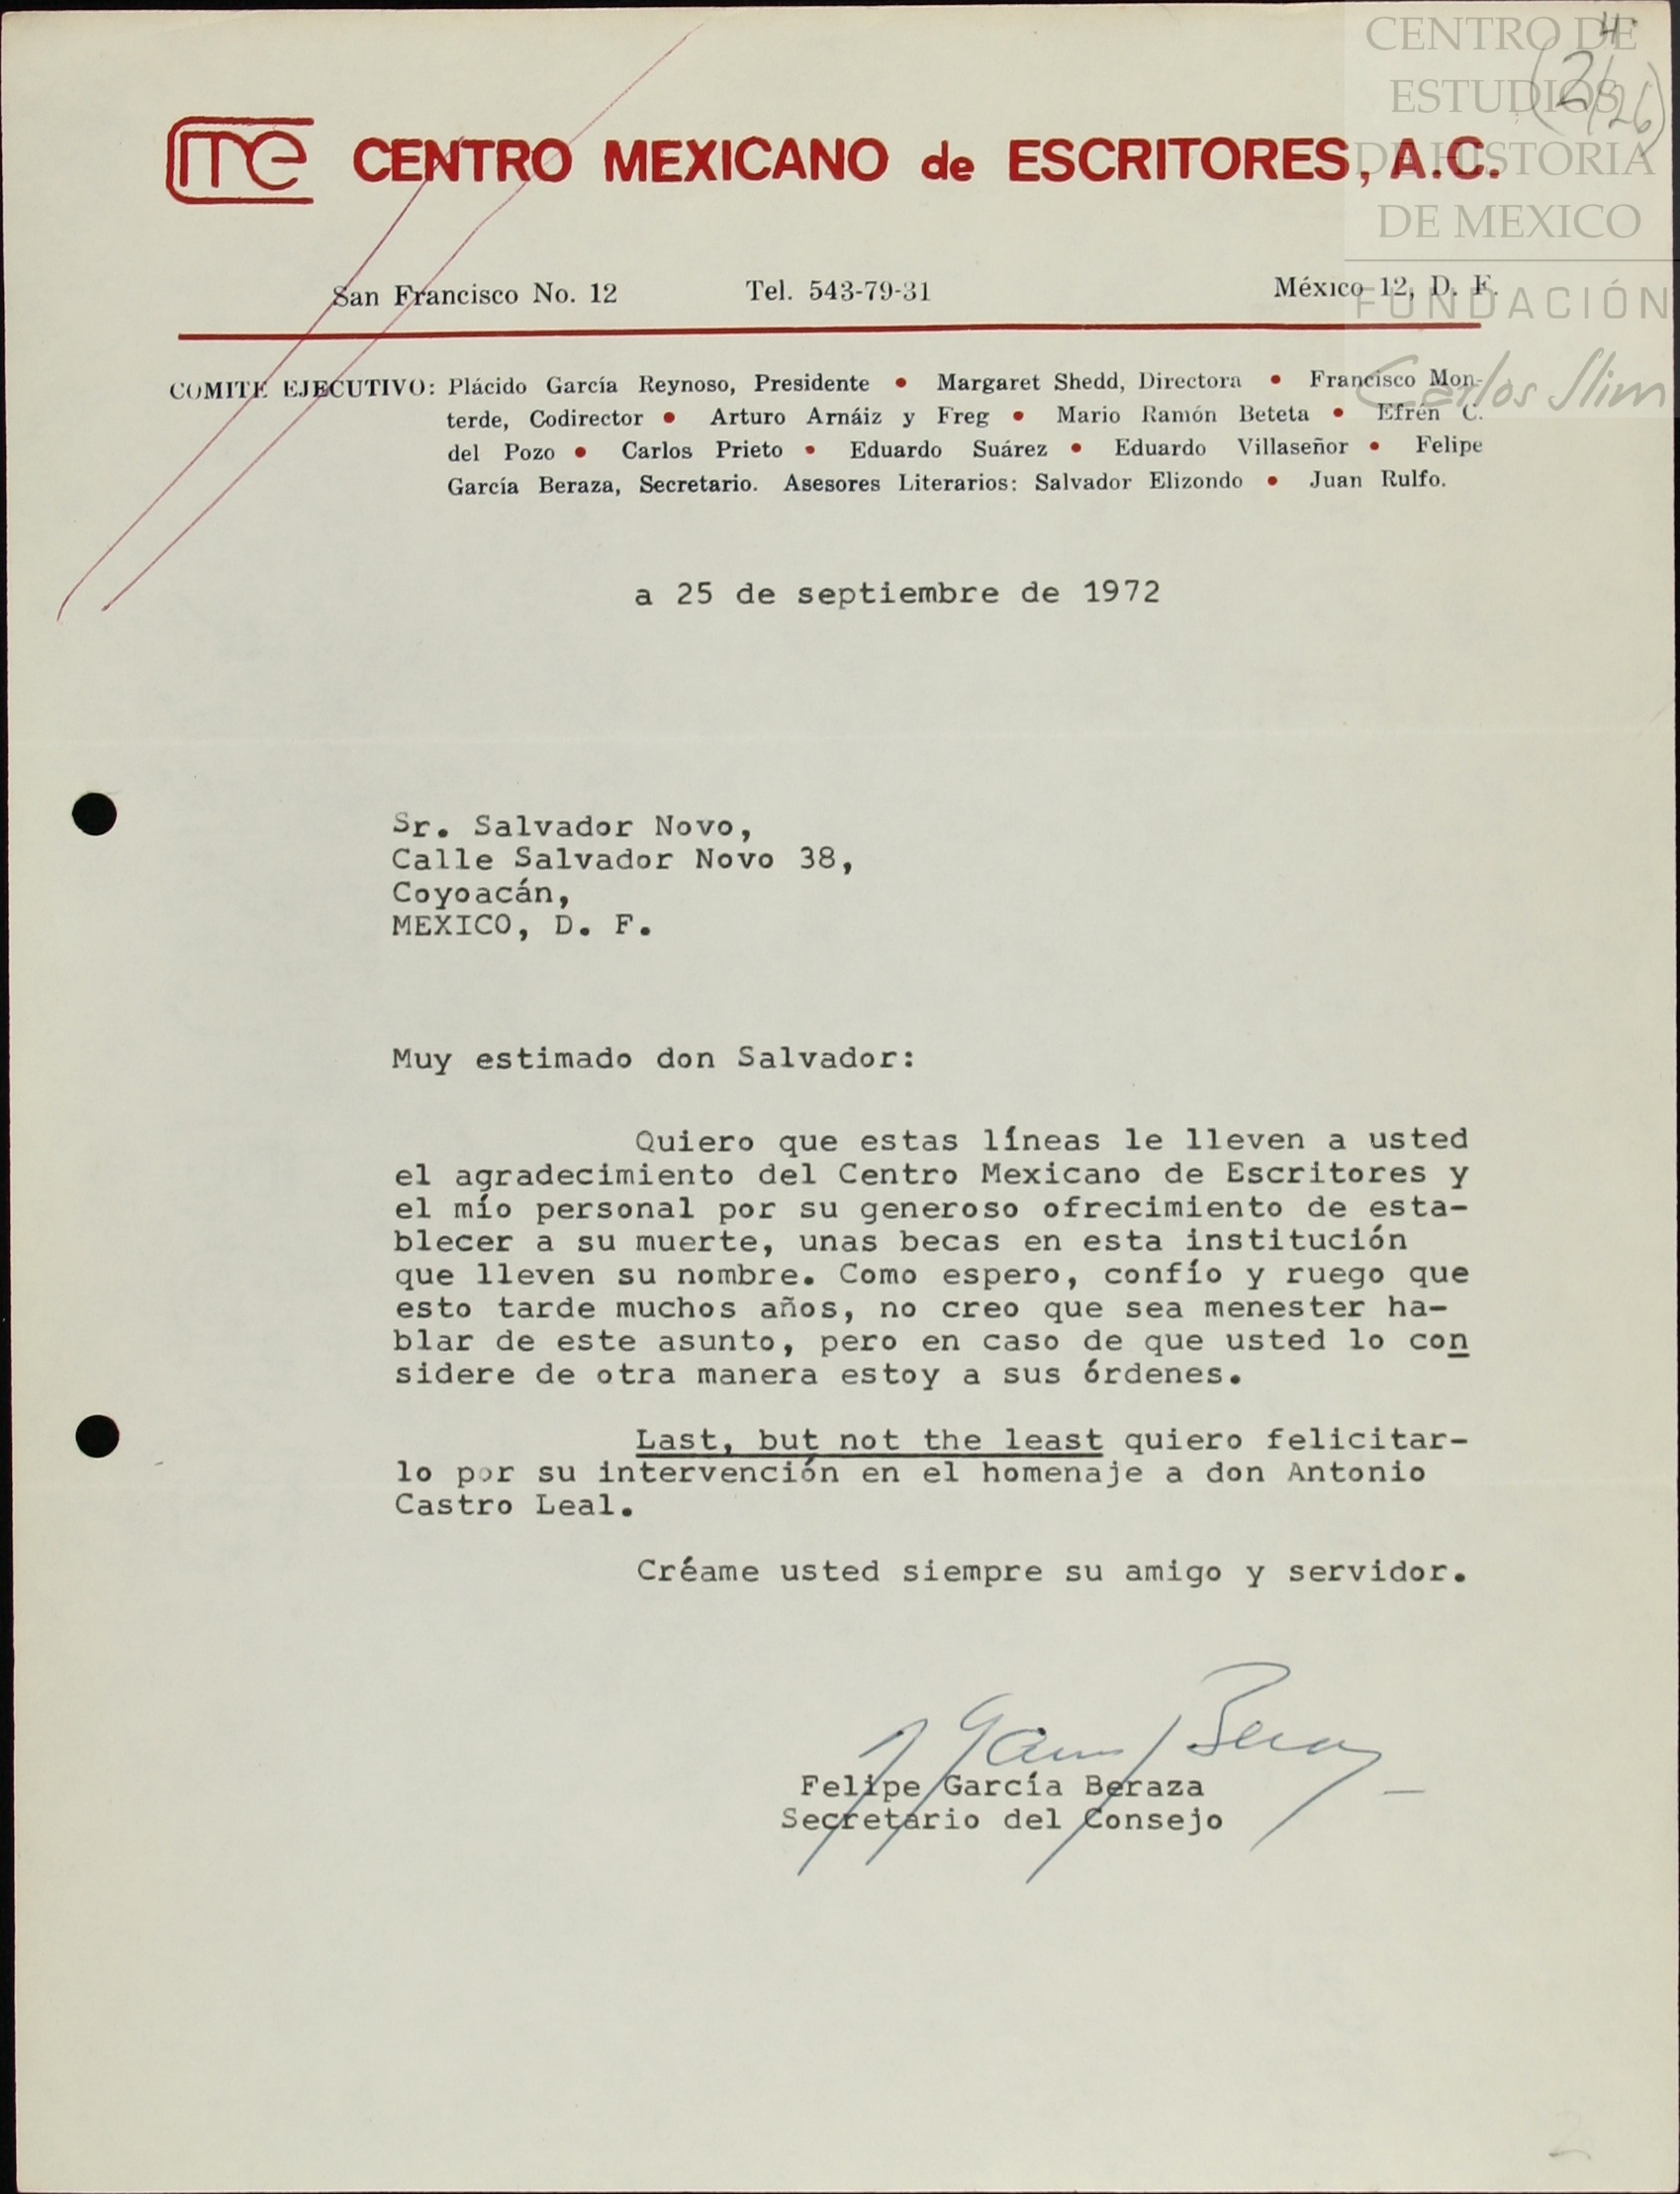 CENTRO DE
ESTUDIOS
DE HISTORIA
DE MEXICO
FUNDACIÓN
Carlos Slim
4
(2/26)
me CENTRO MEXICANO de ESCRITORES, A.C.
San Francisco No. 12 Tel. 543-79-31 México 12, D. F.
COMITE EJECUTIVO: Plácido García Reynoso, Presidente • Margaret Shedd, Directora • Francisco Mon-
terde, Codirector • Arturo Arnáiz y Freg • Mario Ramón Beteta • Efrén C.
del Pozo • Carlos Prieto • Eduardo Suárez • Eduardo Villaseñor • Felipe
García Beraza, Secretario. Asesores Literarios: Salvador Elizondo • Juan Rulfo.
a 25 de septiembre de 1972
Sr. Salvador Novo,
Calle Salvador Novo 38,
Coyoacán,
MEXICO, D. F.
Muy estimado don Salvador:
Quiero que estas líneas le lleven a usted
el agradecimiento del Centro Mexicano de Escritores y
el mío personal por su generoso ofrecimiento de esta-
blecer a su muerte, unas becas en esta institución
que lleven su nombre. Como espero, confío y ruego que
esto tarde muchos años, no creo que sea menester ha-
blar de este asunto, pero en caso de que usted lo con
sidere de otra manera estoy a sus órdenes.
Last, but not the least quiero felicitar-
lo por su intervención en el homenaje a don Antonio
Castro Leal.
Créame usted siempre su amigo y servidor.
Felipe García Beraza
Secretario del Consejo
2